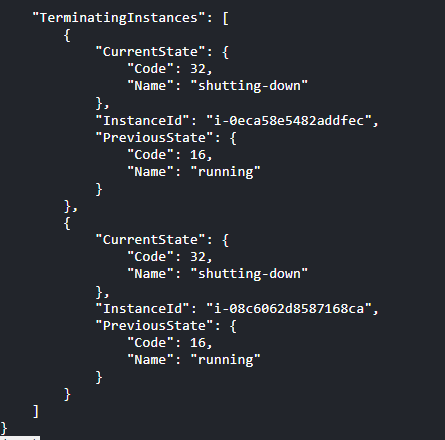 "TerminatingInstances": [
{
"CurrentState": {
"Code": 32,
"Name": "shutting-down"
},
"InstanceId": "i-0eca58e5482addfec",
"PreviousState": {
"Code": 16,
"Name": "running"
}
},
{
"CurrentState": {
"Code": 32,
"Name": "shutting-down"
},
"InstanceId": "i-08c6062d8587168ca",
"PreviousState": {
"Code": 16,
"Name": "running"
}
}
]
}